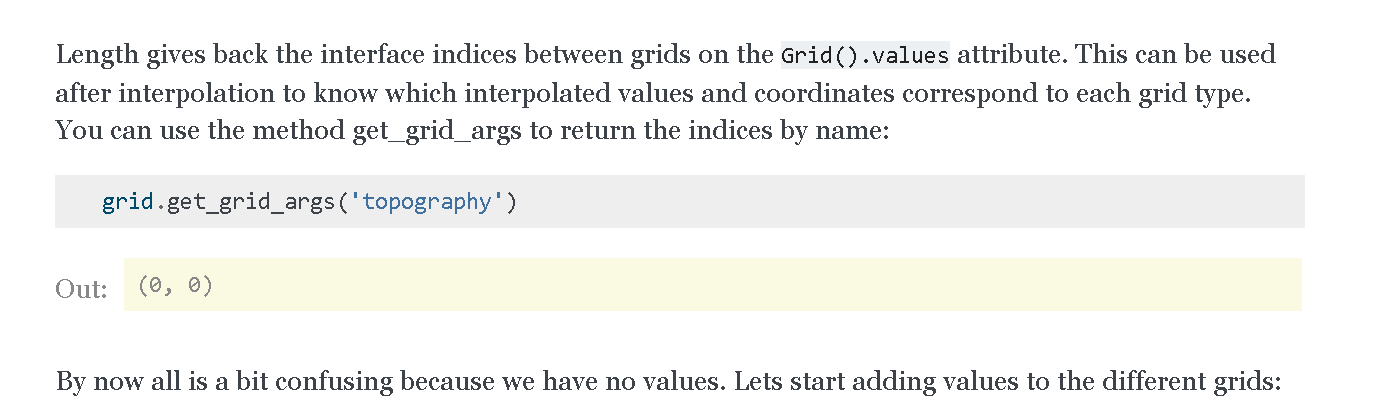 Length gives back the interface indices between grids on the Grid().values attribute. This can be used
after interpolation to know which interpolated values and coordinates correspond to each grid type.
You can use the method get_grid_args to return the indices by name:
grid.get_grid_args('topography')
Out: (0, 0)
By now all is a bit confusing because we have no values. Lets start adding values to the different grids: